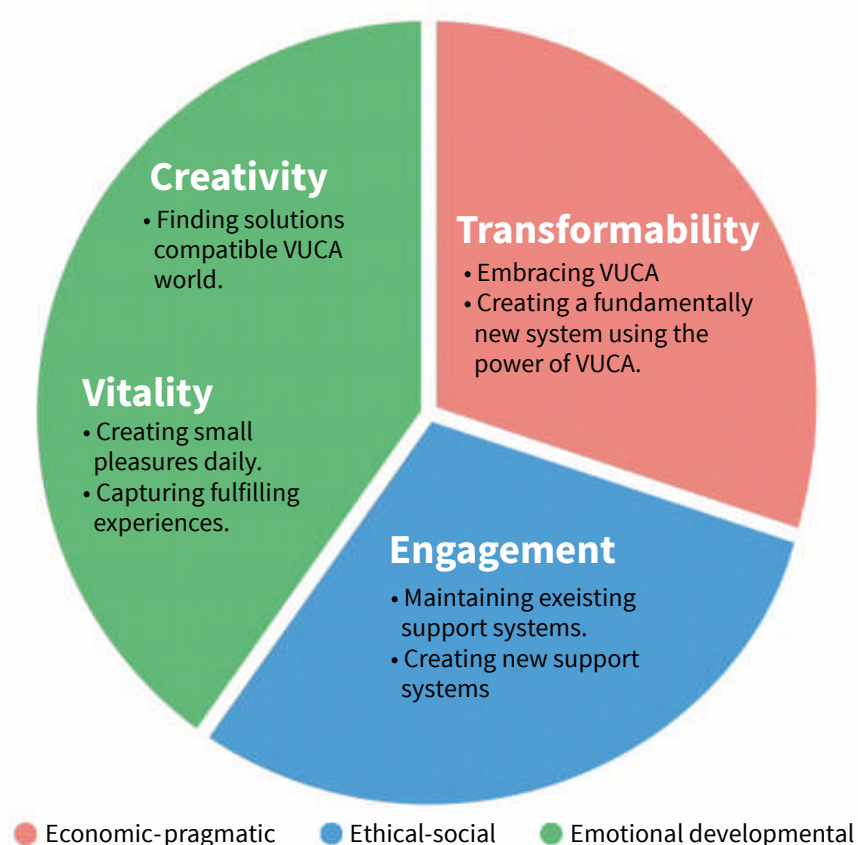 Creativity
• Finding solutions
compatible VUCA
world.
Transformability
• Embracing VUCA
• Creating a fundamentally
new system using the
power of VUCA.
Vitality
• Creating small
pleasures daily.
• Capturing fulfilling
experiences.
Engagement
• Maintaining exeisting
support systems.
• Creating new support
systems
Economic-pragmatic
Ethical-social
Emotional developmental